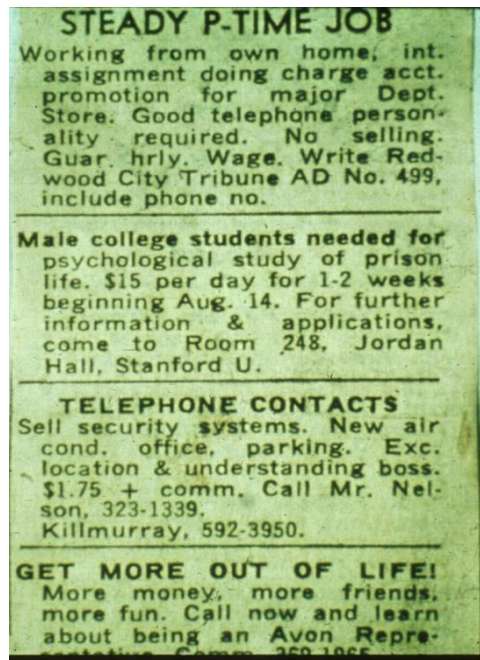 STEADY P-TIME JOB
Working from own home, int.
assignment doing charge acct.
promotion for major Dept.
Store. Good telephone person-
ality required. No selling.
Guar. hrly. Wage. Write Red-
wood City Tribune AD No. 499,
include phone no.
Male college students needed for
psychological study of prison
life. $15 per day for 1-2 weeks
beginning Aug. 14. For further
information & applications,
come to Room 248, Jordan
Hall, Stanford U.
TELEPHONE CONTACTS
Sell security systems. New air
cond. office, parking. Exc.
location & understanding boss.
$1.75 + comm. Call Mr. Nel-
son, 323-1339.
Killmurray, 592-3950.
GET MORE OUT OF LIFE!
More money, more friends,
more fun. Call now and learn
about being an Avon Repre-
sentative. Comm.